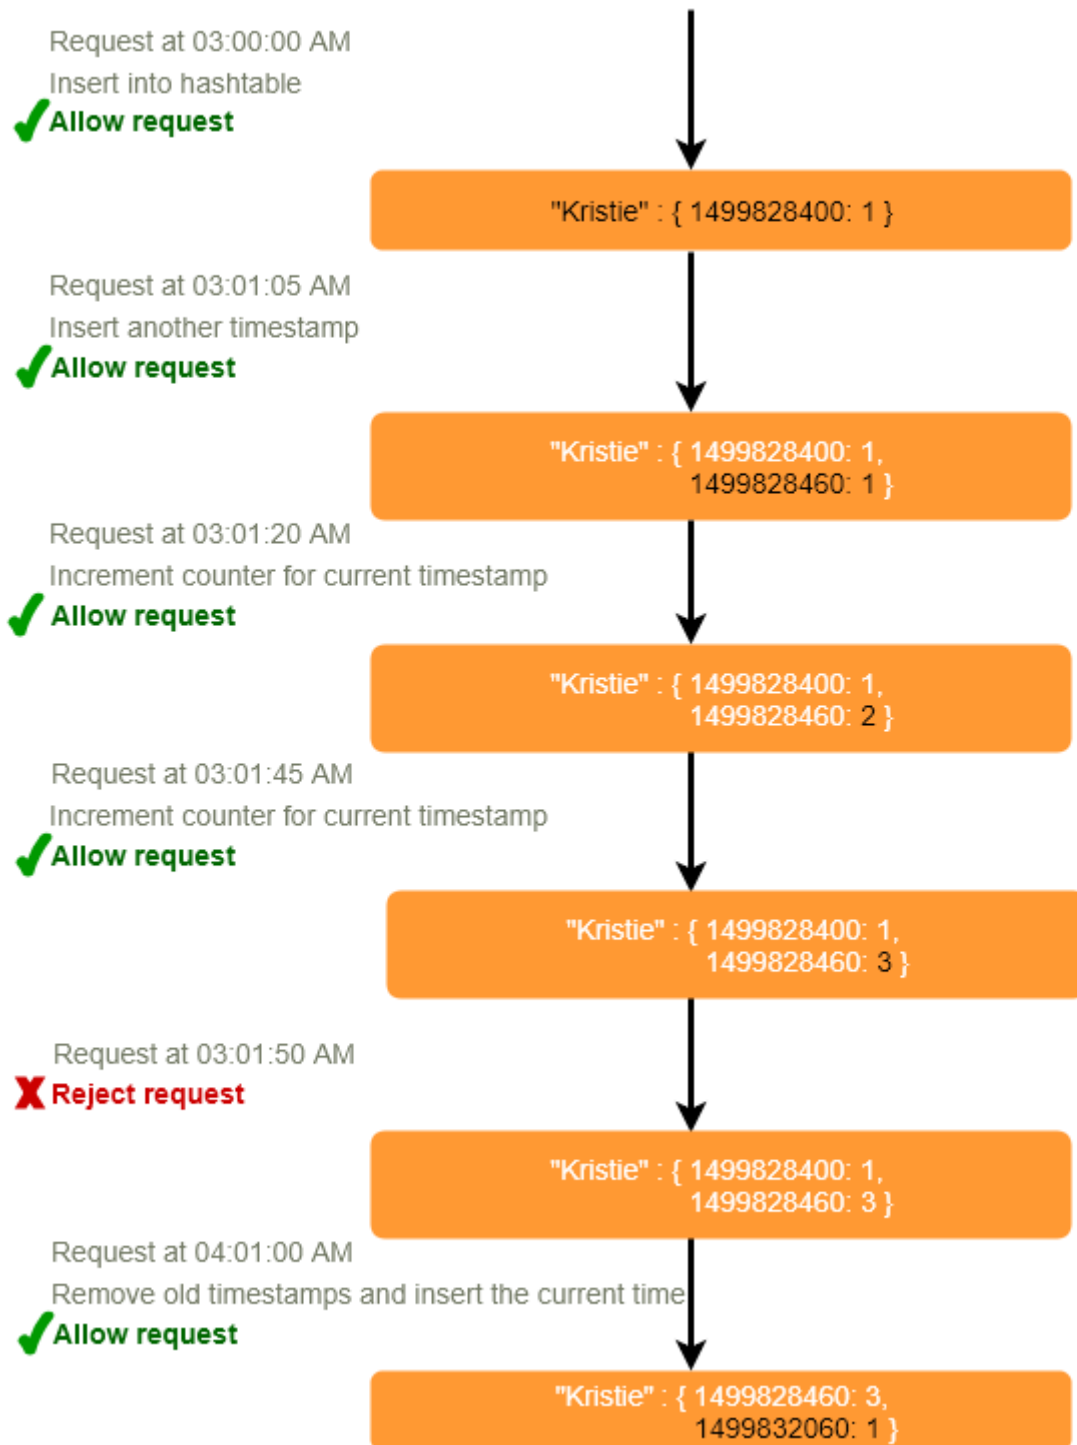 Request at 03:00:00 AM
Insert into hashtable
Allow request
"Kristie" : { 1499828400: 1 }
Request at 03:01:05 AM
Insert another timestamp
Allow request
"Kristie" : { 1499828400: 1,
1499828460: 1 }
Request at 03:01:20 AM
Increment counter for current timestamp
Allow request
"Kristie" : { 1499828400: 1,
1499828460: 2 }
Request at 03:01:45 AM
Increment counter for current timestamp
Allow request
"Kristie" : { 1499828400: 1,
1499828460: 3 }
Request at 03:01:50 AM
X Reject request
"Kristie" : { 1499828400: 1,
1499828460: 3 }
Request at 04:01:00 AM
Remove old timestamps and insert the current time
Allow request
"Kristie" : { 1499828460: 3,
1499832060: 1 }